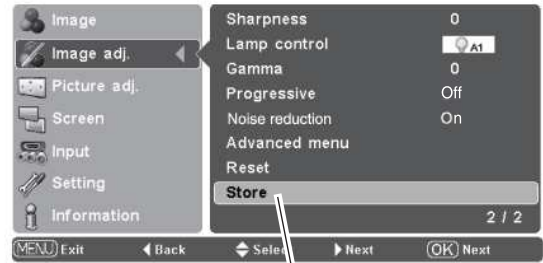 Image
Image adj.
Picture adj.
Screen
Input
Setting
Information
Sharpness 0
Lamp control A1
Gamma 0
Progressive Off
Noise reduction On
Advanced menu
Reset
Store
2 / 2
MENU Exit Back Selec Next OK Next